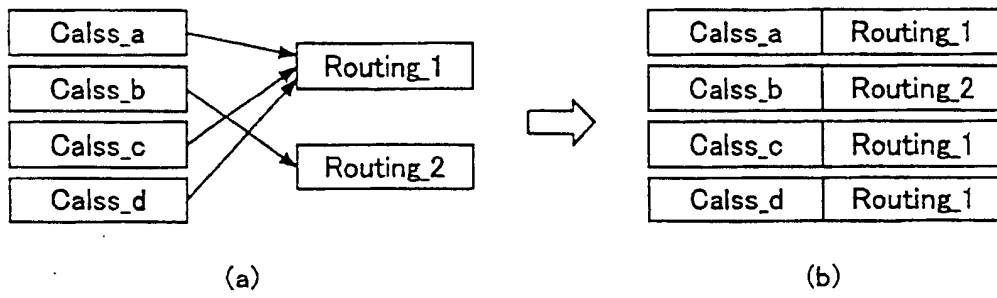 Calss_a
Calss_b
Calss_c
Calss_d
Routing_1
Routing_2
(a)
Calss_a Routing_1
Calss_b Routing_2
Calss_c Routing_1
Calss_d Routing_1
(b)